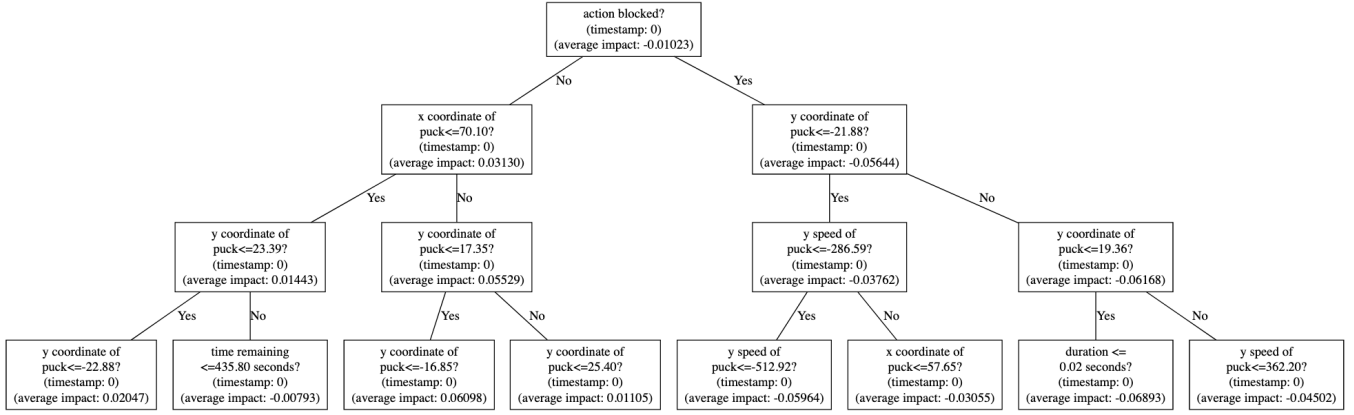 action blocked?
(timestamp: 0)
(average impact: -0.01023)
No
Yes
x coordinate of
puck<=70.10?
(timestamp: 0)
(average impact: 0.03130)
y coordinate of
puck<=-21.88?
(timestamp: 0)
(average impact: -0.05644)
Yes
No
Yes
No
y coordinate of
puck<=23.39?
(timestamp: 0)
(average impact: 0.01443)
y coordinate of
puck<=17.35?
(timestamp: 0)
(average impact: 0.05529)
y speed of
puck<=-286.59?
(timestamp: 0)
(average impact: -0.03762)
y coordinate of
puck<=19.36?
(timestamp: 0)
(average impact: -0.06168)
Yes
No
Yes
No
Yes
No
Yes
No
y coordinate of
puck<=-22.88?
(timestamp: 0)
(average impact: 0.02047)
time remaining
<=435.80 seconds?
(timestamp: 0)
(average impact: -0.00793)
y coordinate of
puck<=-16.85?
(timestamp: 0)
(average impact: 0.06098)
y coordinate of
puck<=25.40?
(timestamp: 0)
(average impact: 0.01105)
y speed of
puck<=-512.92?
(timestamp: 0)
(average impact: -0.05964)
x coordinate of
puck<=57.65?
(timestamp: 0)
(average impact: -0.03055)
duration <=
0.02 seconds?
(timestamp: 0)
(average impact: -0.06893)
y speed of
puck<=362.20?
(timestamp: 0)
(average impact: -0.04502)